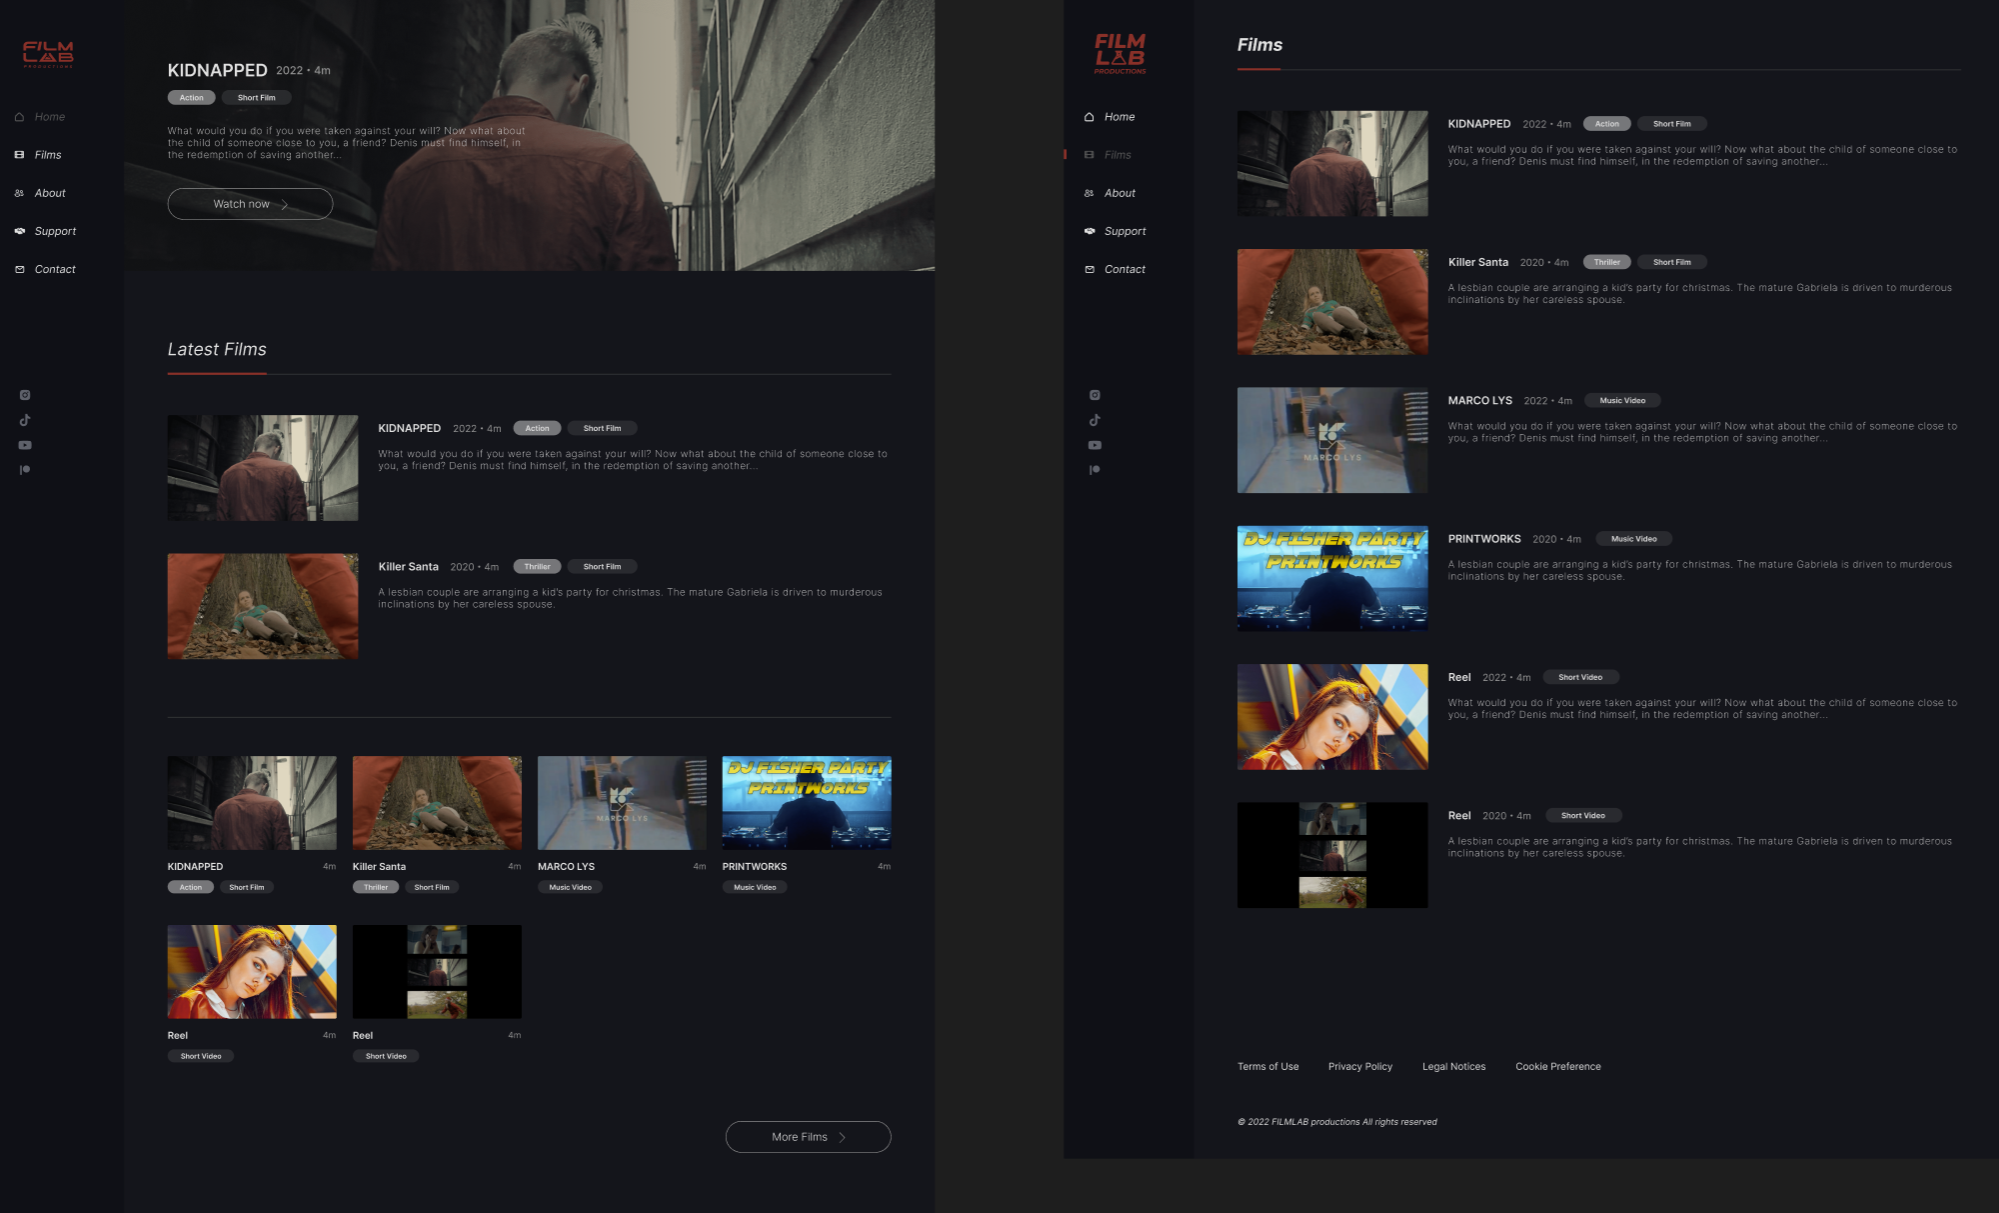 FILM
LAB
PRODUCTIONS
Home
Films
About
Support
Contact
KIDNAPPED 2022 • 4m
Action Short Film
What would you do if you were taken against your will? Now what about
the child of someone close to you, a friend? Denis must find himself, in
the redemption of saving another...
Watch now
Latest Films
KIDNAPPED 2022 • 4m Action Short Film
What would you do if you were taken against your will? Now what about the child of someone close to
you, a friend? Denis must find himself, in the redemption of saving another...
Killer Santa 2020 • 4m Thriller Short Film
A lesbian couple are arranging a kid's party for christmas. The mature Gabriela is driven to murderous
inclinations by her careless spouse.
MARCO LYS
DJ FISHER PARTY
PRINTWORKS
KIDNAPPED 4m
Action Short Film
Killer Santa 4m
Thriller Short Film
MARCO LYS 4m
Music Video
PRINTWORKS 4m
Music Video
Reel 4m
Short Video
Reel 4m
Short Video
More Films
FILM
LAB
PRODUCTIONS
Home
Films
About
Support
Contact
Films
KIDNAPPED 2022 • 4m Action Short Film
What would you do if you were taken against your will? Now what about the child of someone close to
you, a friend? Denis must find himself, in the redemption of saving another...
Killer Santa 2020 • 4m Thriller Short Film
A lesbian couple are arranging a kid's party for christmas. The mature Gabriela is driven to murderous
inclinations by her careless spouse.
MARCO LYS
MARCO LYS 2022 • 4m Music Video
What would you do if you were taken against your will? Now what about the child of someone close to
you, a friend? Denis must find himself, in the redemption of saving another...
DJ FISHER PARTY
PRINTWORKS
PRINTWORKS 2020 • 4m Music Video
A lesbian couple are arranging a kid's party for christmas. The mature Gabriela is driven to murderous
inclinations by her careless spouse.
Reel 2022 • 4m Short Video
What would you do if you were taken against your will? Now what about the child of someone close to
you, a friend? Denis must find himself, in the redemption of saving another...
Reel 2020 • 4m Short Video
A lesbian couple are arranging a kid's party for christmas. The mature Gabriela is driven to murderous
inclinations by her careless spouse.
Terms of Use Privacy Policy Legal Notices Cookie Preference
© 2022 FILMLAB productions All rights reserved